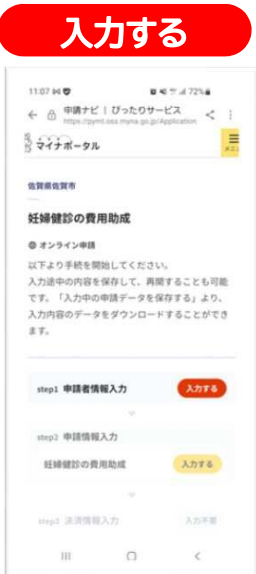 入力する
11:07
72%
申請ナビ | ぴったりサービス
https://pymt.oss.myna.go.jp/Application
マイナポータル
メニュー
佐賀県佐賀市
妊婦健診の費用助成
オンライン申請
以下より手続を開始してください。
入力途中の内容を保存して、再開することも可能
です。「入力中の申請データを保存する」より、
入力内容のデータをダウンロードすることができ
ます。
step1 申請者情報入力
入力する
step2 申請情報入力
妊婦健診の費用助成
入力する
step3 決済情報入力
入力不要